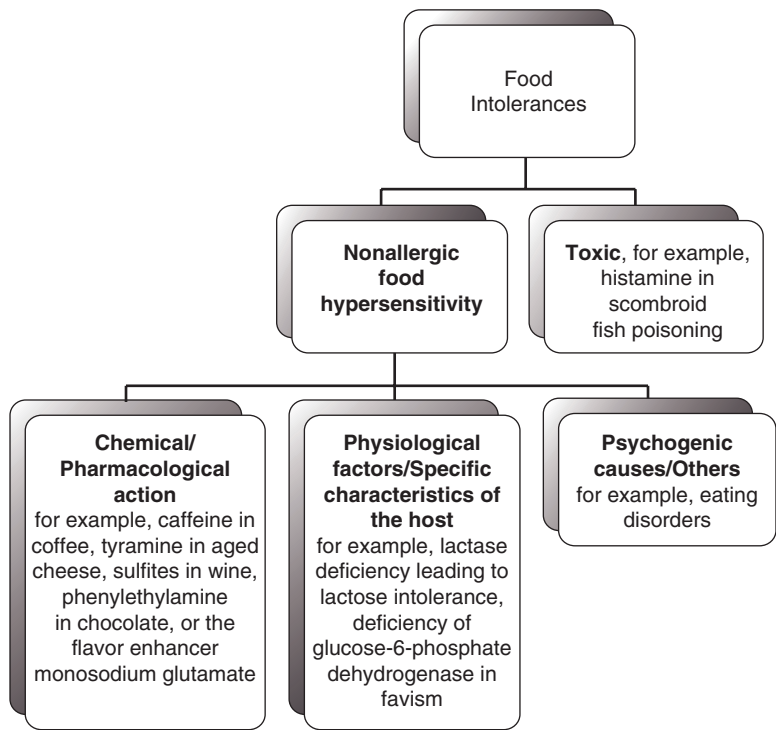 Food
Intolerances
Nonallergic
food
hypersensitivity
Toxic, for example,
histamine in
scombroid
fish poisoning
Chemical/
Pharmacological
action
for example, caffeine in
coffee, tyramine in aged
cheese, sulfites in wine,
phenylethylamine
in chocolate, or the
flavor enhancer
monosodium glutamate
Physiological
factors/Specific
characteristics of
the host
for example, lactase
deficiency leading to
lactose intolerance,
deficiency of
glucose-6-phosphate
dehydrogenase in
favism
Psychogenic
causes/Others
for example, eating
disorders